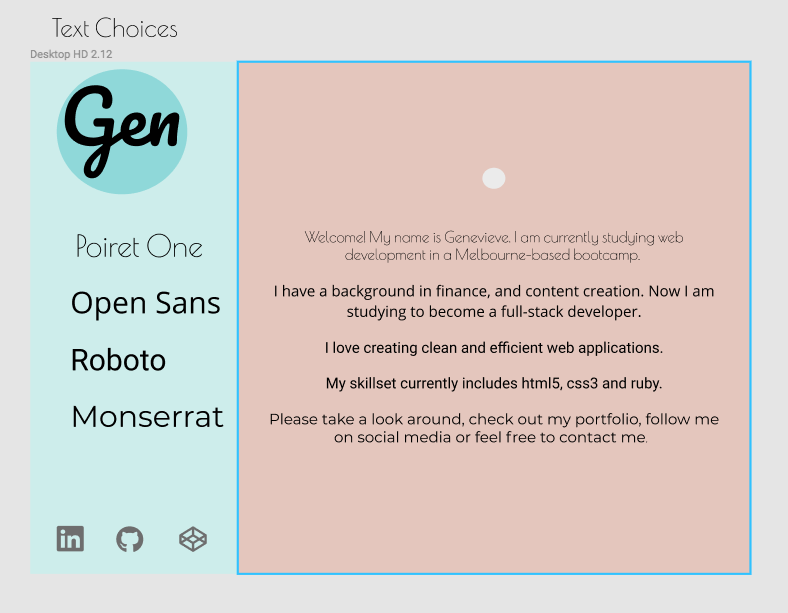 Text Choices
Desktop HD 2.12
Gen
Poiret One
Open Sans
Roboto
Monserrat
Welcome! My name is Genevieve. I am currently studying web
development in a Melbourne-based bootcamp.
I have a background in finance, and content creation. Now I am
studying to become a full-stack developer.
I love creating clean and efficient web applications.
My skillset currently includes html5, css3 and ruby.
Please take a look around, check out my portfolio, follow me
on social media or feel free to contact me.
in